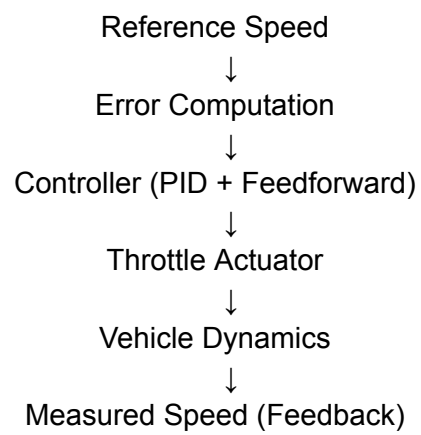 Reference Speed
↓
Error Computation
↓
Controller (PID + Feedforward)
↓
Throttle Actuator
↓
Vehicle Dynamics
↓
Measured Speed (Feedback)